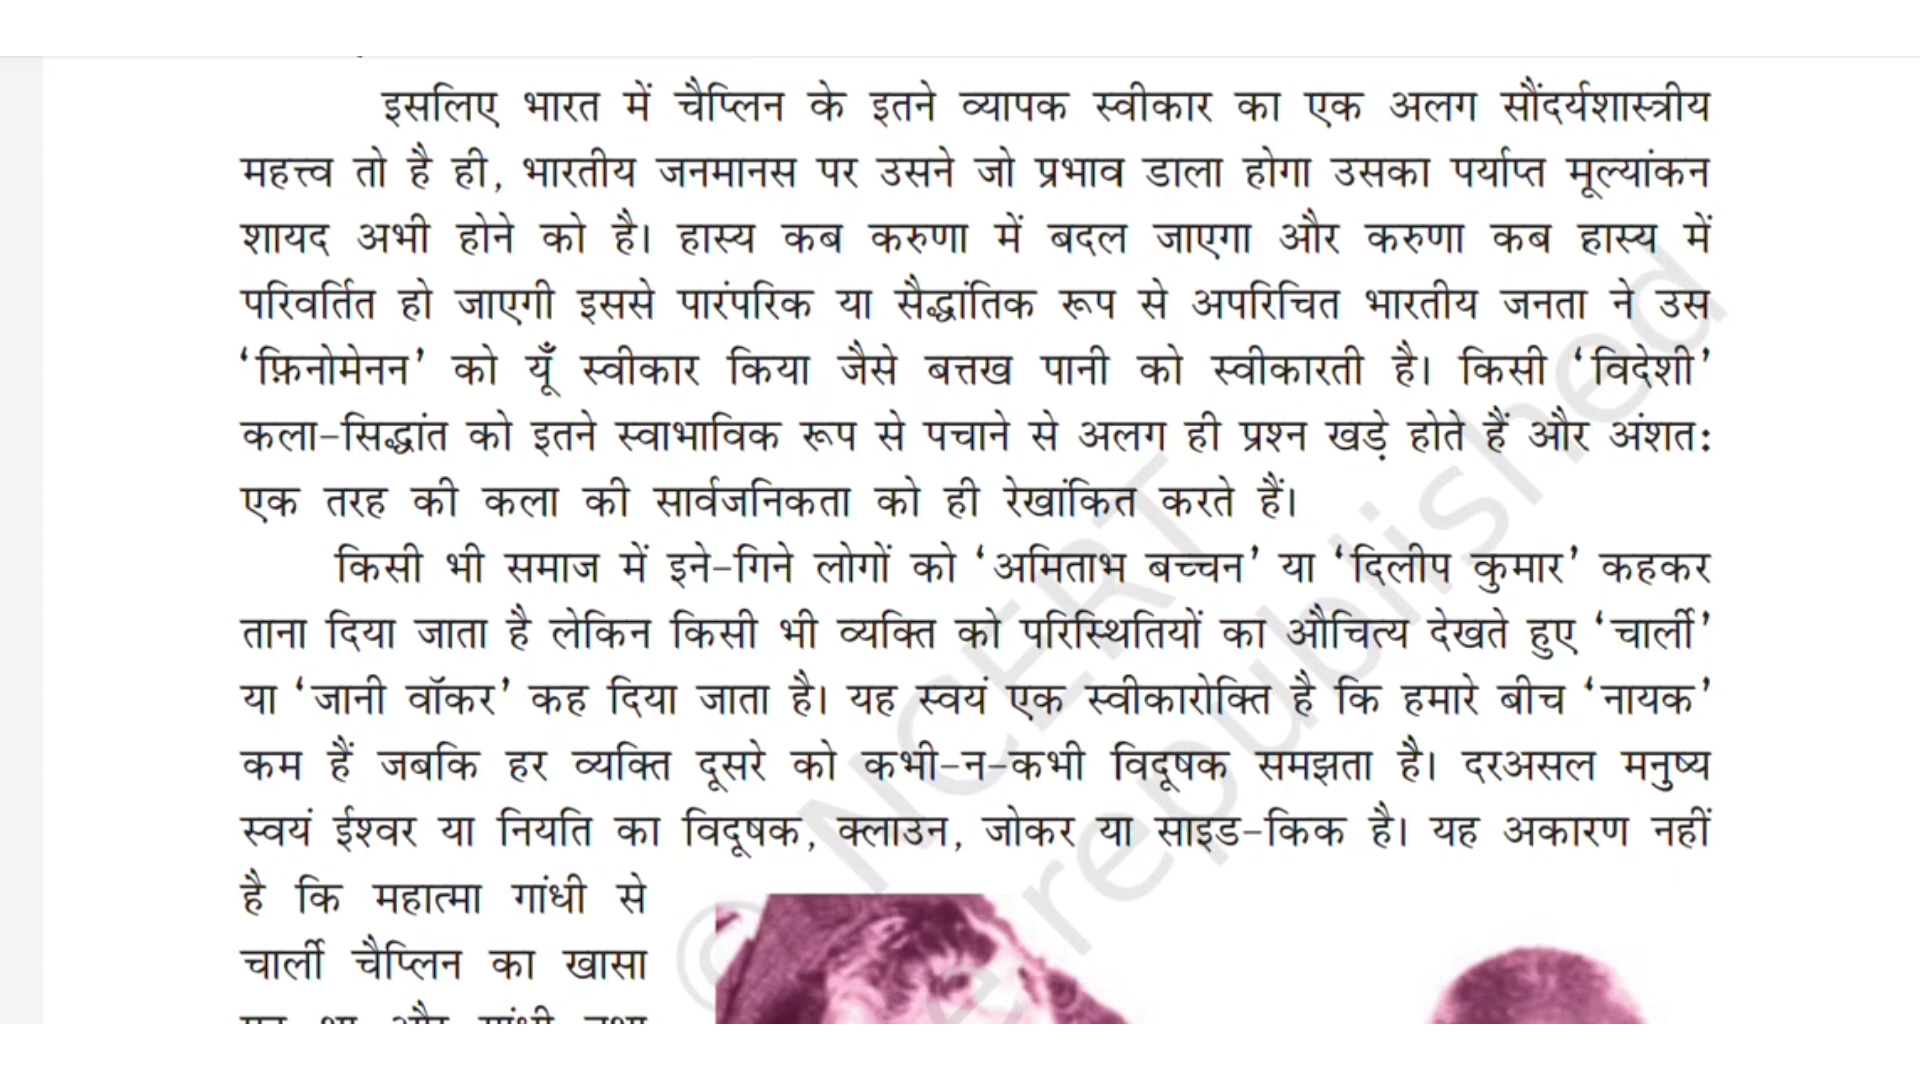 इसलिए भारत में चैप्लिन के इतने व्यापक स्वीकार का एक अलग सौंदर्यशास्त्रीय
महत्त्व तो है ही, भारतीय जनमानस पर उसने जो प्रभाव डाला होगा उसका पर्याप्त मूल्यांकन
शायद अभी होने को है। हास्य कब करुणा में बदल जाएगा और करुणा कब हास्य में
परिवर्तित हो जाएगी इससे पारंपरिक या सैद्धांतिक रूप से अपरिचित भारतीय जनता ने उस
‘फ़िनोमेनन’ को यूँ स्वीकार किया जैसे बत्तख पानी को स्वीकारती है। किसी ‘विदेशी’
कला-सिद्धांत को इतने स्वाभाविक रूप से पचाने से अलग ही प्रश्न खड़े होते हैं और अंशत:
एक तरह की कला की सार्वजनिकता को ही रेखांकित करते हैं।
किसी भी समाज में इने-गिने लोगों को ‘अमिताभ बच्चन’ या ‘दिलीप कुमार’ कहकर
ताना दिया जाता है लेकिन किसी भी व्यक्ति को परिस्थितियों का औचित्य देखते हुए ‘चार्ली’
या ‘जानी वॉकर’ कह दिया जाता है। यह स्वयं एक स्वीकारोक्ति है कि हमारे बीच ‘नायक’
कम हैं जबकि हर व्यक्ति दूसरे को कभी-न-कभी विदूषक समझता है। दरअसल मनुष्य
स्वयं ईश्वर या नियति का विदूषक, क्लाउन, जोकर या साइड-किक है। यह अकारण नहीं
है कि महात्मा गांधी से
चार्ली चैप्लिन का खासा
© NCERT
republished